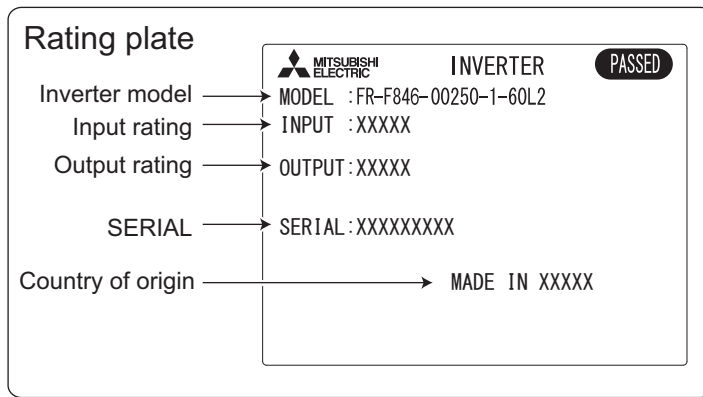 Rating plate
MITSUBISHI
ELECTRIC
INVERTER
PASSED
Inverter model
MODEL :FR-F846-00250-1-60L2
Input rating
INPUT :XXXXX
Output rating
OUTPUT:XXXXX
SERIAL
SERIAL:XXXXXXXXX
Country of origin
MADE IN XXXXX